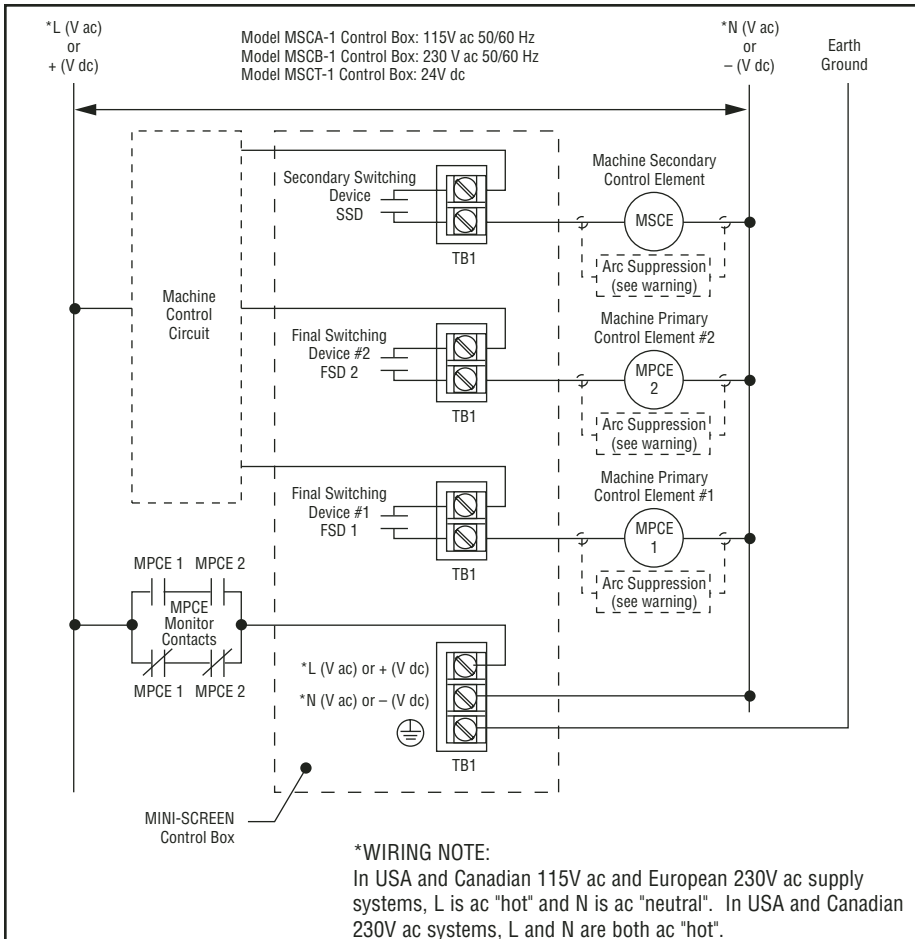 *L (V ac)
or
+ (V dc)
Model MSCA-1 Control Box: 115V ac 50/60 Hz
Model MSCB-1 Control Box: 230 V ac 50/60 Hz
Model MSCT-1 Control Box: 24V dc
*N (V ac)
or
– (V dc)
Earth
Ground
Secondary Switching
Device
SSD
TB1
Machine Secondary
Control Element
MSCE
Arc Suppression
(see warning)
Machine
Control
Circuit
Final Switching
Device #2
FSD 2
TB1
Machine Primary
Control Element #2
MPCE
2
Arc Suppression
(see warning)
Final Switching
Device #1
FSD 1
TB1
Machine Primary
Control Element #1
MPCE
1
Arc Suppression
(see warning)
MPCE 1 MPCE 2
MPCE
Monitor
Contacts
MPCE 1 MPCE 2
*L (V ac) or + (V dc)
*N (V ac) or – (V dc)
TB1
MINI-SCREEN
Control Box
*WIRING NOTE:
In USA and Canadian 115V ac and European 230V ac supply
systems, L is ac "hot" and N is ac "neutral". In USA and Canadian
230V ac systems, L and N are both ac "hot".